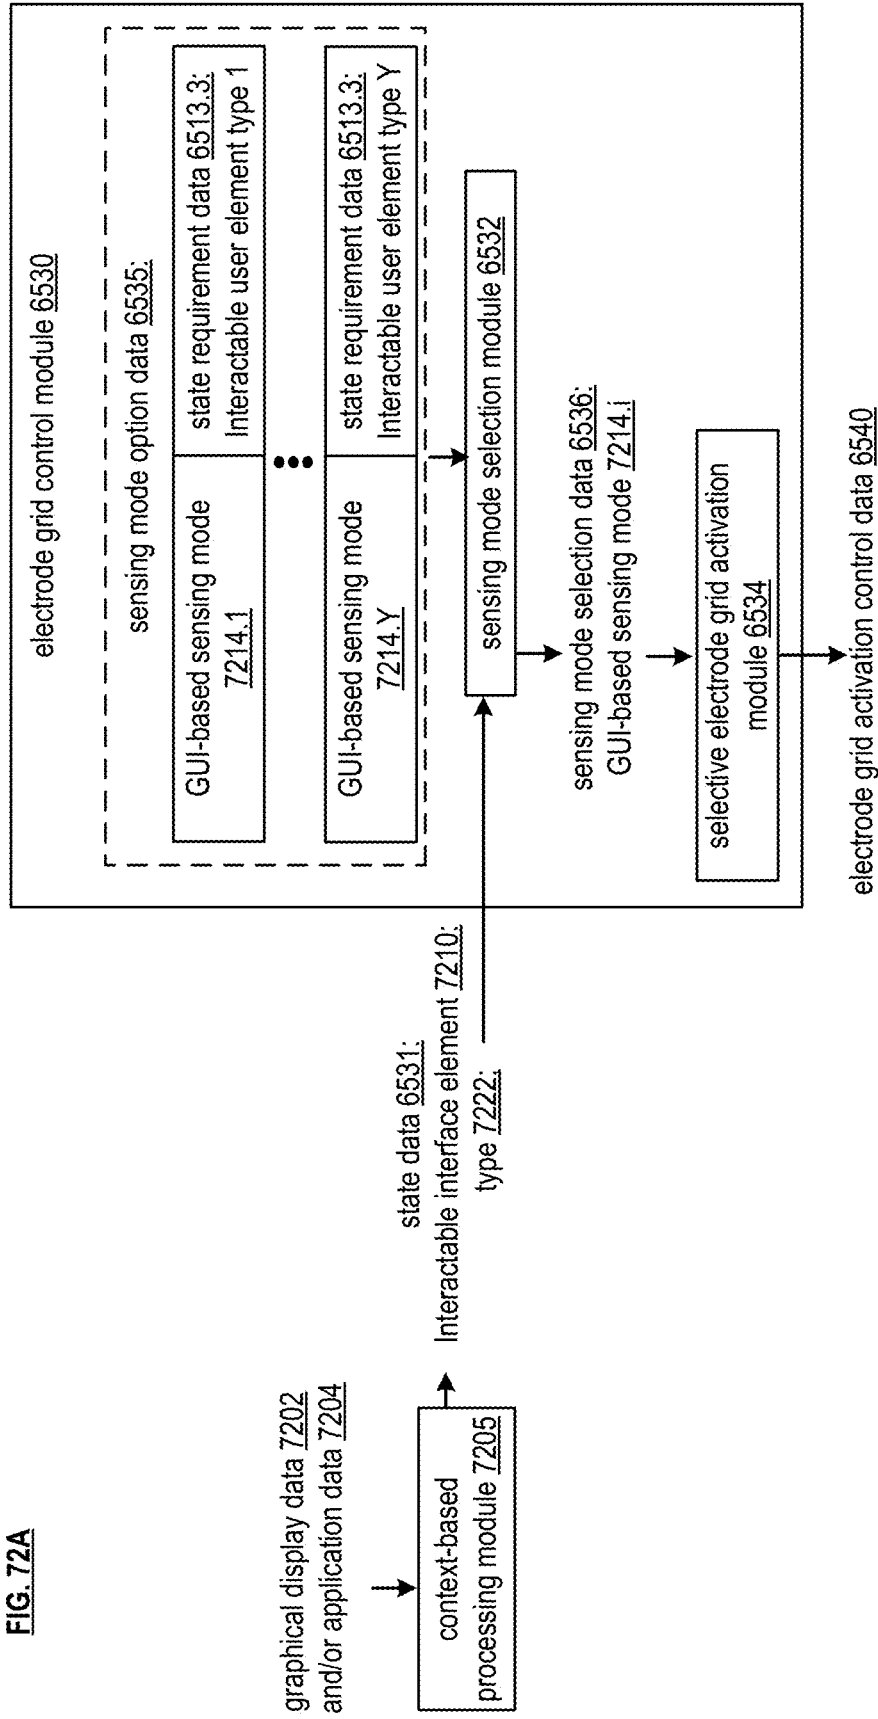 FIG. 72A
graphical display data 7202
and/or application data 7204
context-based
processing module 7205
state data 6531:
Interactable interface element 7210:
type 7222:
electrode grid control module 6530
sensing mode option data 6535:
GUI-based sensing mode
7214.1
state requirement data 6513.3:
Interactable user element type 1
GUI-based sensing mode
7214.Y
state requirement data 6513.3:
Interactable user element type Y
sensing mode selection module 6532
sensing mode selection data 6536:
GUI-based sensing mode 7214.i
selective electrode grid activation
module 6534
electrode grid activation control data 6540